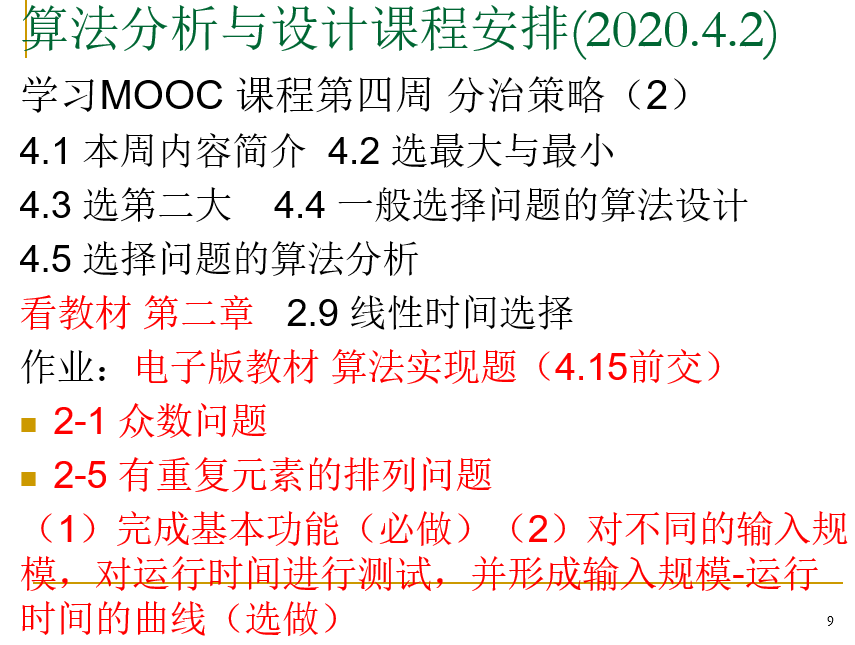 算法分析与设计课程安排(2020.4.2)
学习MOOC 课程第四周 分治策略（2）
4.1 本周内容简介 4.2 选最大与最小
4.3 选第二大 4.4 一般选择问题的算法设计
4.5 选择问题的算法分析
看教材 第二章 2.9 线性时间选择
作业：电子版教材 算法实现题（4.15前交）
2-1 众数问题
2-5 有重复元素的排列问题
（1）完成基本功能（必做）（2）对不同的输入规
模，对运行时间进行测试，并形成输入规模-运行
时间的曲线（选做）
9